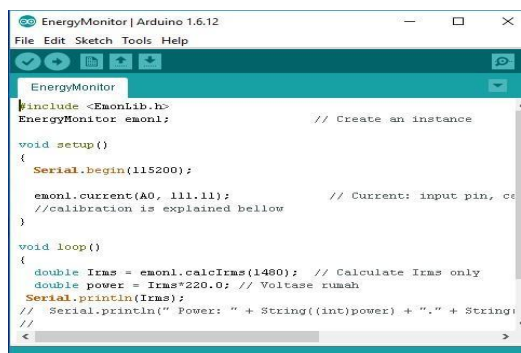 EnergyMonitor | Arduino 1.6.12
File Edit Sketch Tools Help
EnergyMonitor
#include <EmonLib.h>
EnergyMonitor emon1; // Create an instance
void setup()
{
Serial.begin(115200);
emon1.current(A0, 111.11); // Current: input pin, ca
//calibration is explained bellow
}
void loop()
{
double Irms = emon1.calcIrms(1480); // Calculate Irms only
double power = Irms*220.0; // Voltase rumah
Serial.println(Irms);
// Serial.println(" Power: " + String((int)power) + "." + String(
//